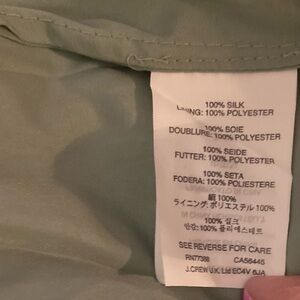 100% SILK
LINING: 100% POLYESTER
100% SOIE
DOUBLURE: 100% POLYESTER
100% SEIDE
FUTTER: 100% POLYESTER
100% SETA
FODERA: 100% POLIESTERE
絹 100%
ライニング: ポリエステル 100%
100% 실크
안감: 100% 폴리에스테르
SEE REVERSE FOR CARE
RN77388 CA56445
J.CREW U.K. Ltd EC4V 6JA